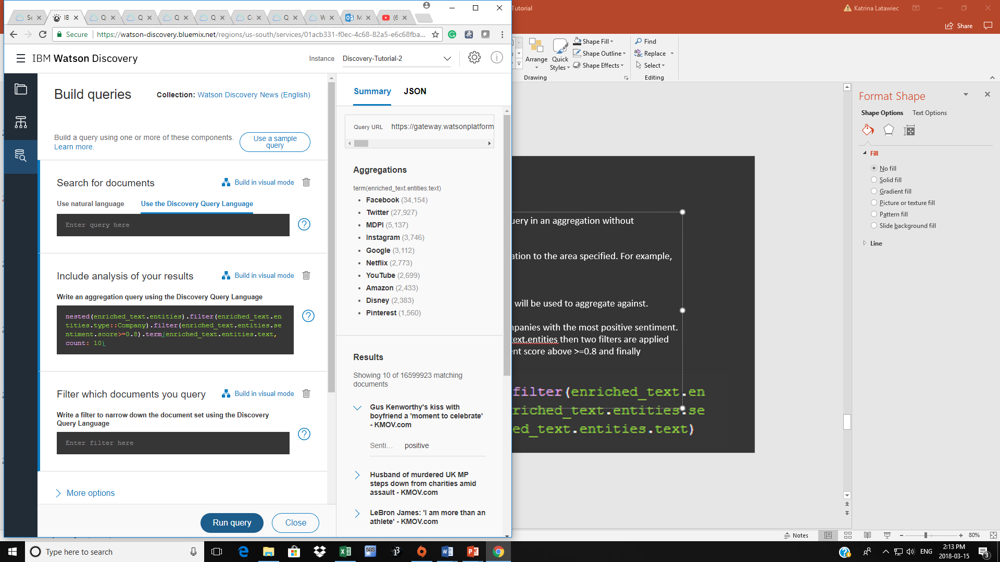 Se
IB
Q
Q
Q
Q
C
Q
W
M
(6
Secure
https://watson-discovery.bluemix.net/regions/us-south/services/01acb331-f0ec-4c68-82a5-e6c68fba...
IBM Watson Discovery
Instance
Discovery-Tutorial-2
Build queries
Collection: Watson Discovery News (English)
Build a query using one or more of these components.
Learn more.
Use a sample
query
Search for documents
Build in visual mode
Use natural language
Use the Discovery Query Language
Enter query here
Include analysis of your results
Build in visual mode
Write an aggregation query using the Discovery Query Language
nested(enriched_text.entities).filter(enriched_text.en
tities.type::Company).filter(enriched_text.entities.se
ntiment.score>=0.8).term(enriched_text.entities.text,
count: 10)
Filter which documents you query
Build in visual mode
Write a filter to narrow down the document set using the Discovery
Query Language
Enter filter here
More options
Run query
Close
Summary
JSON
Query URL
https://gateway.watsonplatform
Aggregations
term(enriched_text.entities.text)
• Facebook (34,154)
• Twitter (27,927)
• MDPI (5,137)
• Instagram (3,746)
• Google (3,112)
• Netflix (2,773)
• YouTube (2,699)
• Amazon (2,433)
• Disney (2,383)
• Pinterest (1,560)
Results
Showing 10 of 16599923 matching
documents
Gus Kenworthy's kiss with
boyfriend a 'moment to celebrate'
- KMOV.com
Senti...
positive
Husband of murdered UK MP
steps down from charities amid
assault - KMOV.com
LeBron James: 'I am more than an
athlete' - KMOV.com
Tutorial
Katrina Latawiec
Share
Arrange
Quick
Styles
Shape Fill
Shape Outline
Shape Effects
Drawing
Find
Replace
Select
Editing
uery in an aggregation without
ation to the area specified. For example,
will be used to aggregate against.
mpanies with the most positive sentiment.
text.entities then two filters are applied
ent score above >=0.8 and finally
filter(enriched_text.en
riched_text.entities.se
ed_text.entities.text)
Format Shape
Shape Options
Text Options
Fill
No fill
Solid fill
Gradient fill
Picture or texture fill
Pattern fill
Slide background fill
Line
Notes
80%
Type here to search
ENG
2:13 PM
2018-03-15
3